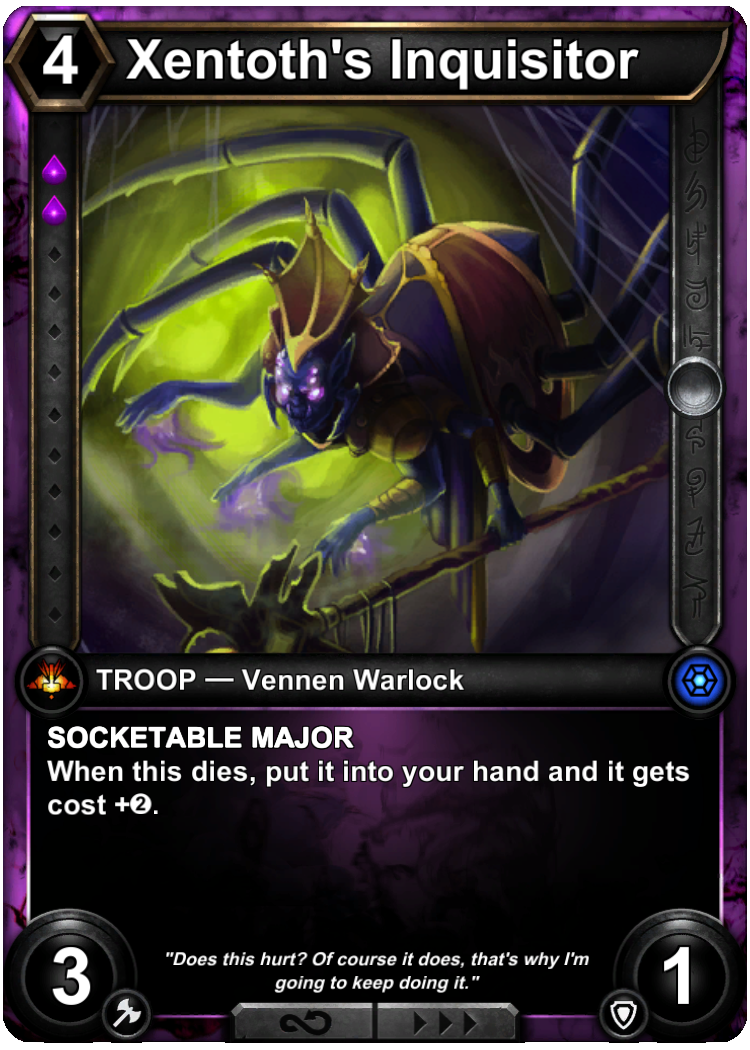 4 Xentoth's Inquisitor
TROOP — Vennen Warlock
SOCKETABLE MAJOR
When this dies, put it into your hand and it gets
cost +❷.
"Does this hurt? Of course it does, that's why I'm
going to keep doing it."
3
1